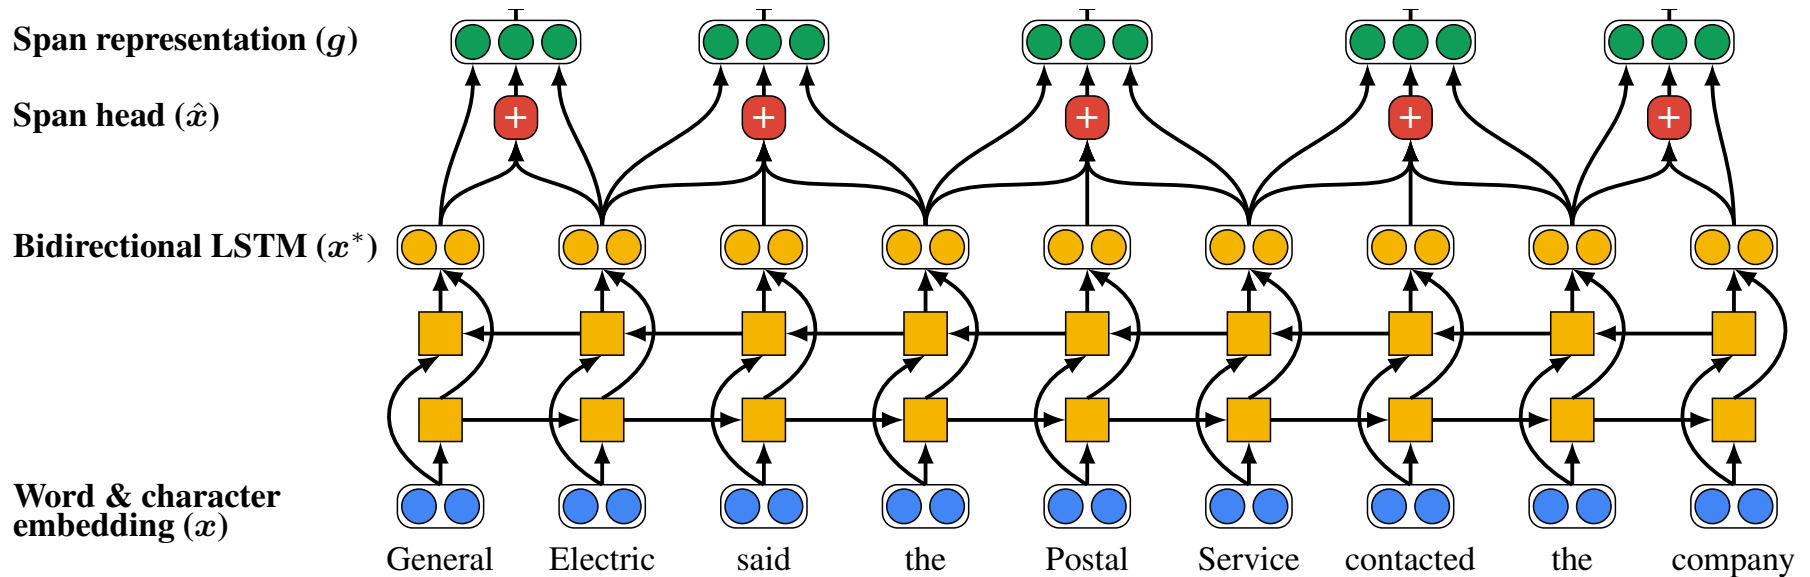 Span representation (g)
Span head (x̂)
+ + + + +
Bidirectional LSTM (x*)
Word & character
embedding (x)
General Electric said the Postal Service contacted the company